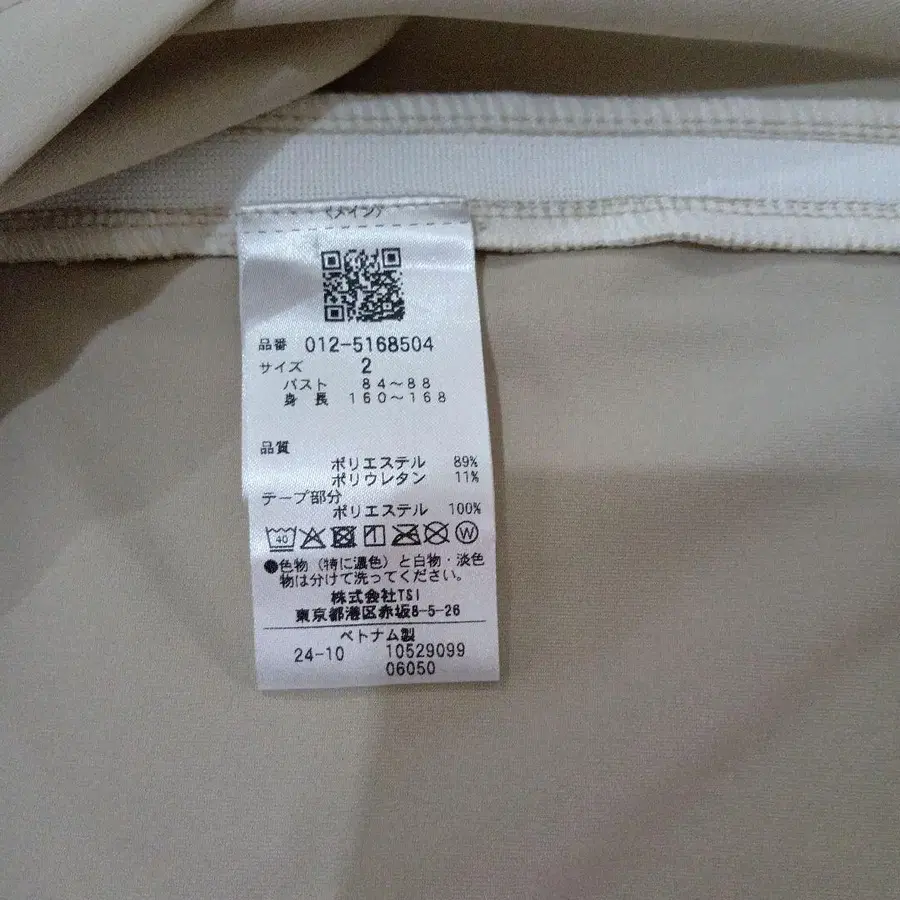 〈メイン〉
品番 012-5168504
サイズ 2
バスト 84～88
身長 160～168
品質
ポリエステル 89%
ポリウレタン 11%
テープ部分
ポリエステル 100%
40 W
●色物（特に濃色）と白物・淡色
物は分けて洗ってください。
株式会社TSI
東京都港区赤坂8-5-26
ベトナム製
24-10 10529099
06050